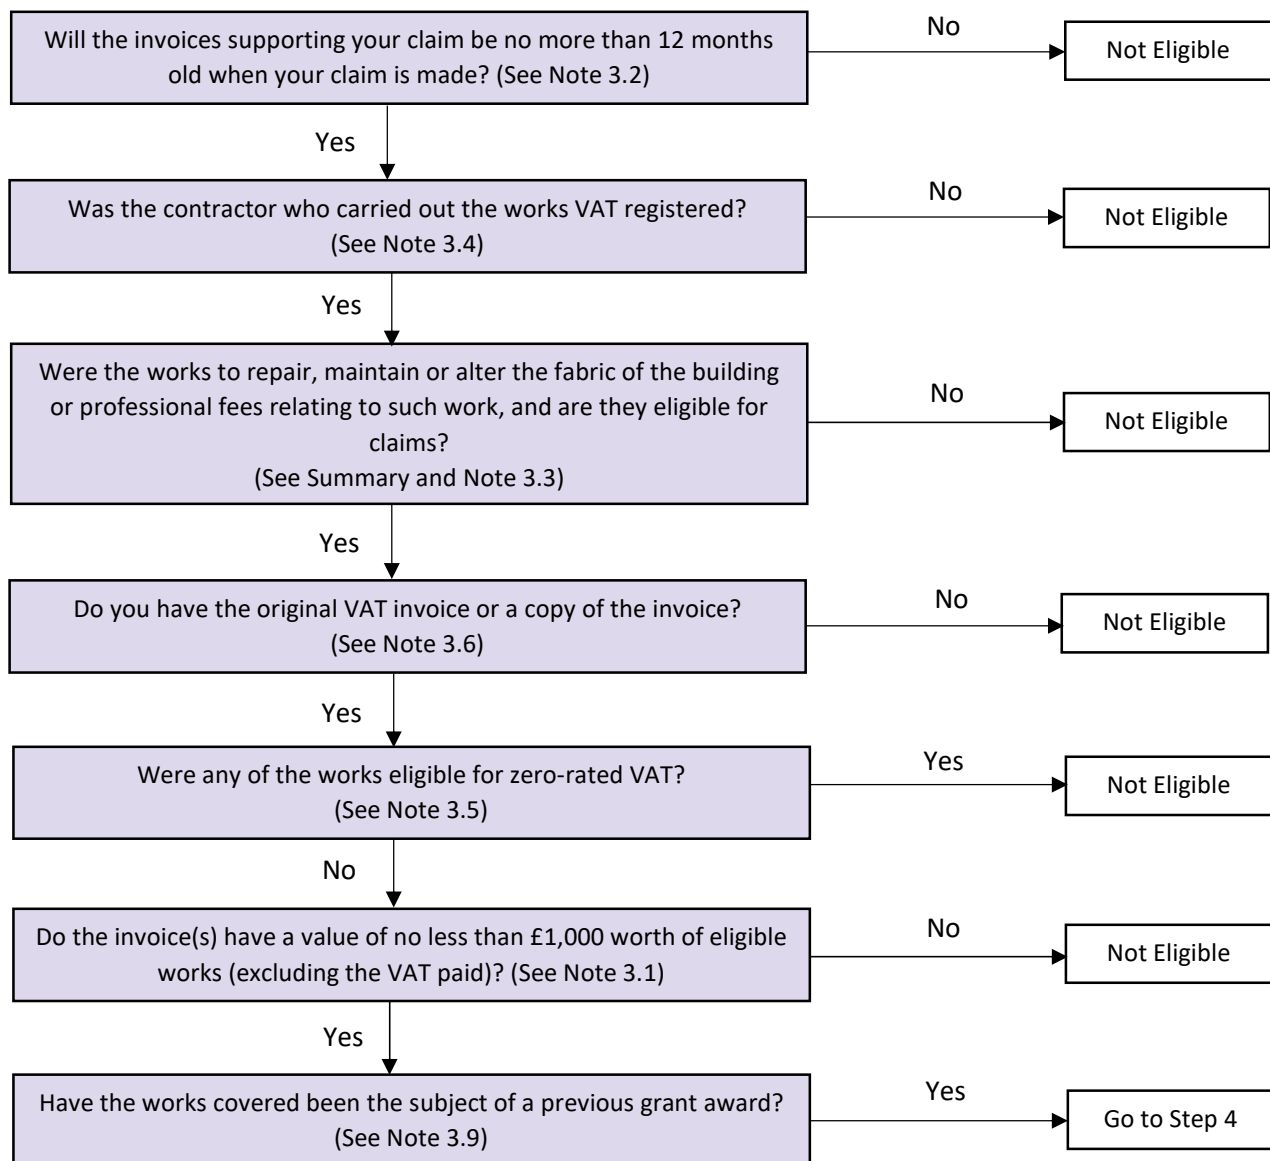 Will the invoices supporting your claim be no more than 12 months
old when your claim is made? (See Note 3.2)
No
Not Eligible
Yes
Was the contractor who carried out the works VAT registered?
(See Note 3.4)
No
Not Eligible
Yes
Were the works to repair, maintain or alter the fabric of the building
or professional fees relating to such work, and are they eligible for
claims?
(See Summary and Note 3.3)
No
Not Eligible
Yes
Do you have the original VAT invoice or a copy of the invoice?
(See Note 3.6)
No
Not Eligible
Yes
Were any of the works eligible for zero-rated VAT?
(See Note 3.5)
Yes
Not Eligible
No
Do the invoice(s) have a value of no less than £1,000 worth of eligible
works (excluding the VAT paid)? (See Note 3.1)
No
Not Eligible
Yes
Have the works covered been the subject of a previous grant award?
(See Note 3.9)
Yes
Go to Step 4